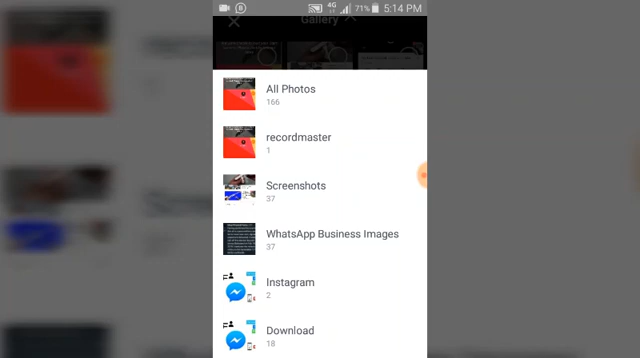 4G
71% 5:14 PM
Gallery
All Photos
166
recordmaster
1
Screenshots
37
WhatsApp Business Images
37
Instagram
2
Download
18